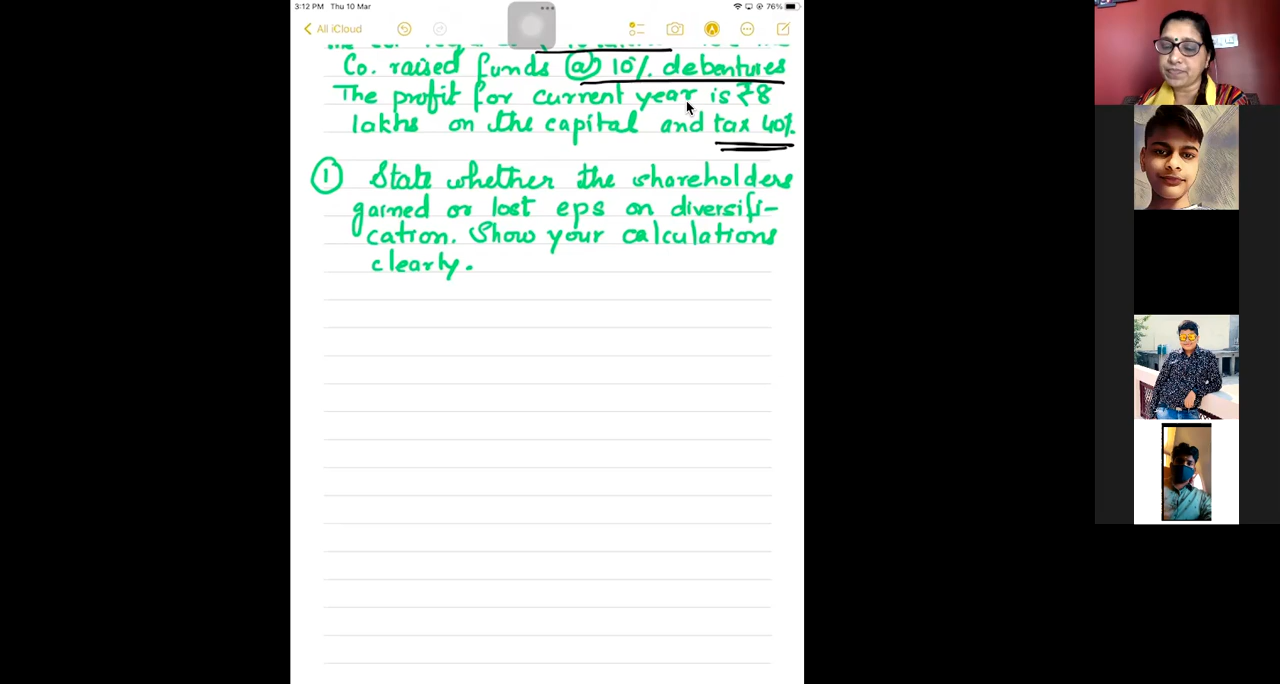 3:12 PM Thu 10 Mar
76%
All iCloud
Co. raised funds @ 10% debentures
The profit for current year is ₹8
lakhs on the capital and tax 40%.
① State whether the shareholders
gained or lost eps on diversifi-
cation. Show your calculations
clearly.